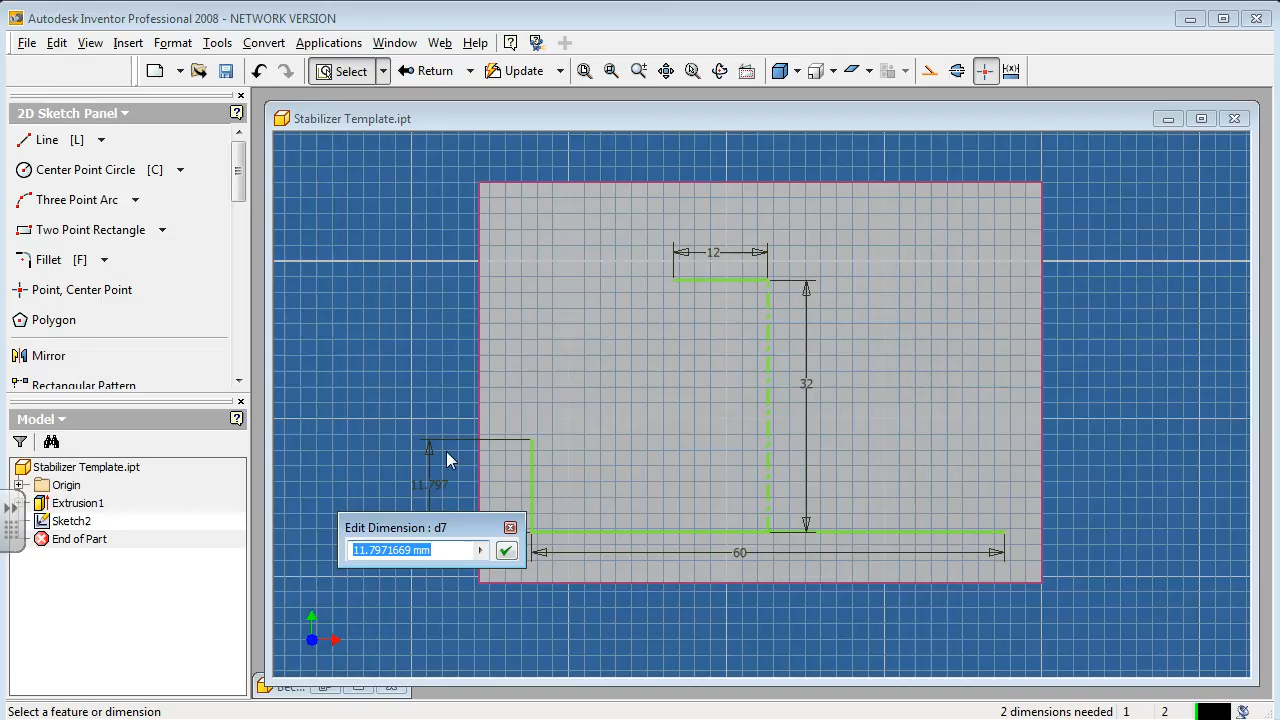 Autodesk Inventor Professional 2008 - NETWORK VERSION
File Edit View Insert Format Tools Convert Applications Window Web Help
Select Return Update
2D Sketch Panel
Line [L]
Center Point Circle [C]
Three Point Arc
Two Point Rectangle
Fillet [F]
Point, Center Point
Polygon
Mirror
Rectangular Pattern
Model
Stabilizer Template.ipt
Origin
Extrusion1
Sketch2
End of Part
Stabilizer Template.ipt
12
32
11.797
Edit Dimension : d7
11.7971669 mm
60
Select a feature or dimension
2 dimensions needed 1 2